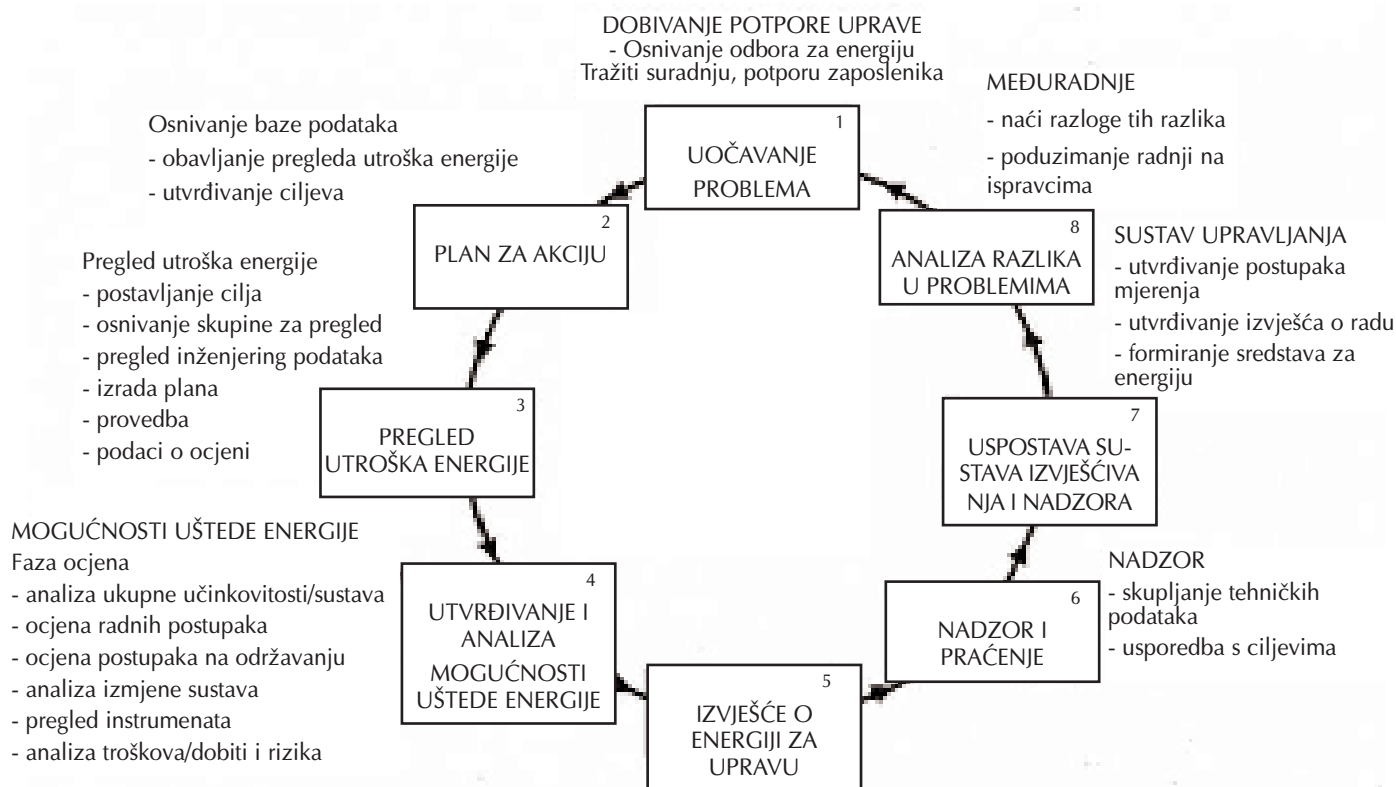 DOBIVANJE POTPORE UPRAVE
- Osnivanje odbora za energiju
Tražiti suradnju, potporu zaposlenika
1
UOČAVANJE
PROBLEMA
Osnivanje baze podataka
- obavljanje pregleda utroška energije
- utvrđivanje ciljeva
2
PLAN ZA AKCIJU
Pregled utroška energije
- postavljanje cilja
- osnivanje skupine za pregled
- pregled inženjering podataka
- izrada plana
- provedba
- podaci o ocjeni
3
PREGLED
UTROŠKA ENERGIJE
MOGUĆNOSTI UŠTEDE ENERGIJE
Faza ocjena
- analiza ukupne učinkovitosti/sustava
- ocjena radnih postupaka
- ocjena postupaka na održavanju
- analiza izmjene sustava
- pregled instrumenata
- analiza troškova/dobiti i rizika
4
UTVRĐIVANJE I
ANALIZA
MOGUĆNOSTI
UŠTEDE ENERGIJE
5
IZVJEŠĆE O
ENERGIJI ZA
UPRAVU
6
NADZOR I
PRAĆENJE
NADZOR
- skupljanje tehničkih
podataka
- usporedba s ciljevima
7
USPOSTAVA SU-
STAVA IZVJEŠĆIVA
NJA I NADZORA
SUSTAV UPRAVLJANJA
- utvrđivanje postupaka
mjerenja
- utvrđivanje izvješća o radu
- formiranje sredstava za
energiju
8
ANALIZA RAZLIKA
U PROBLEMIMA
MEĐURADNJE
- naći razloge tih razlika
- poduzimanje radnji na
ispravcima